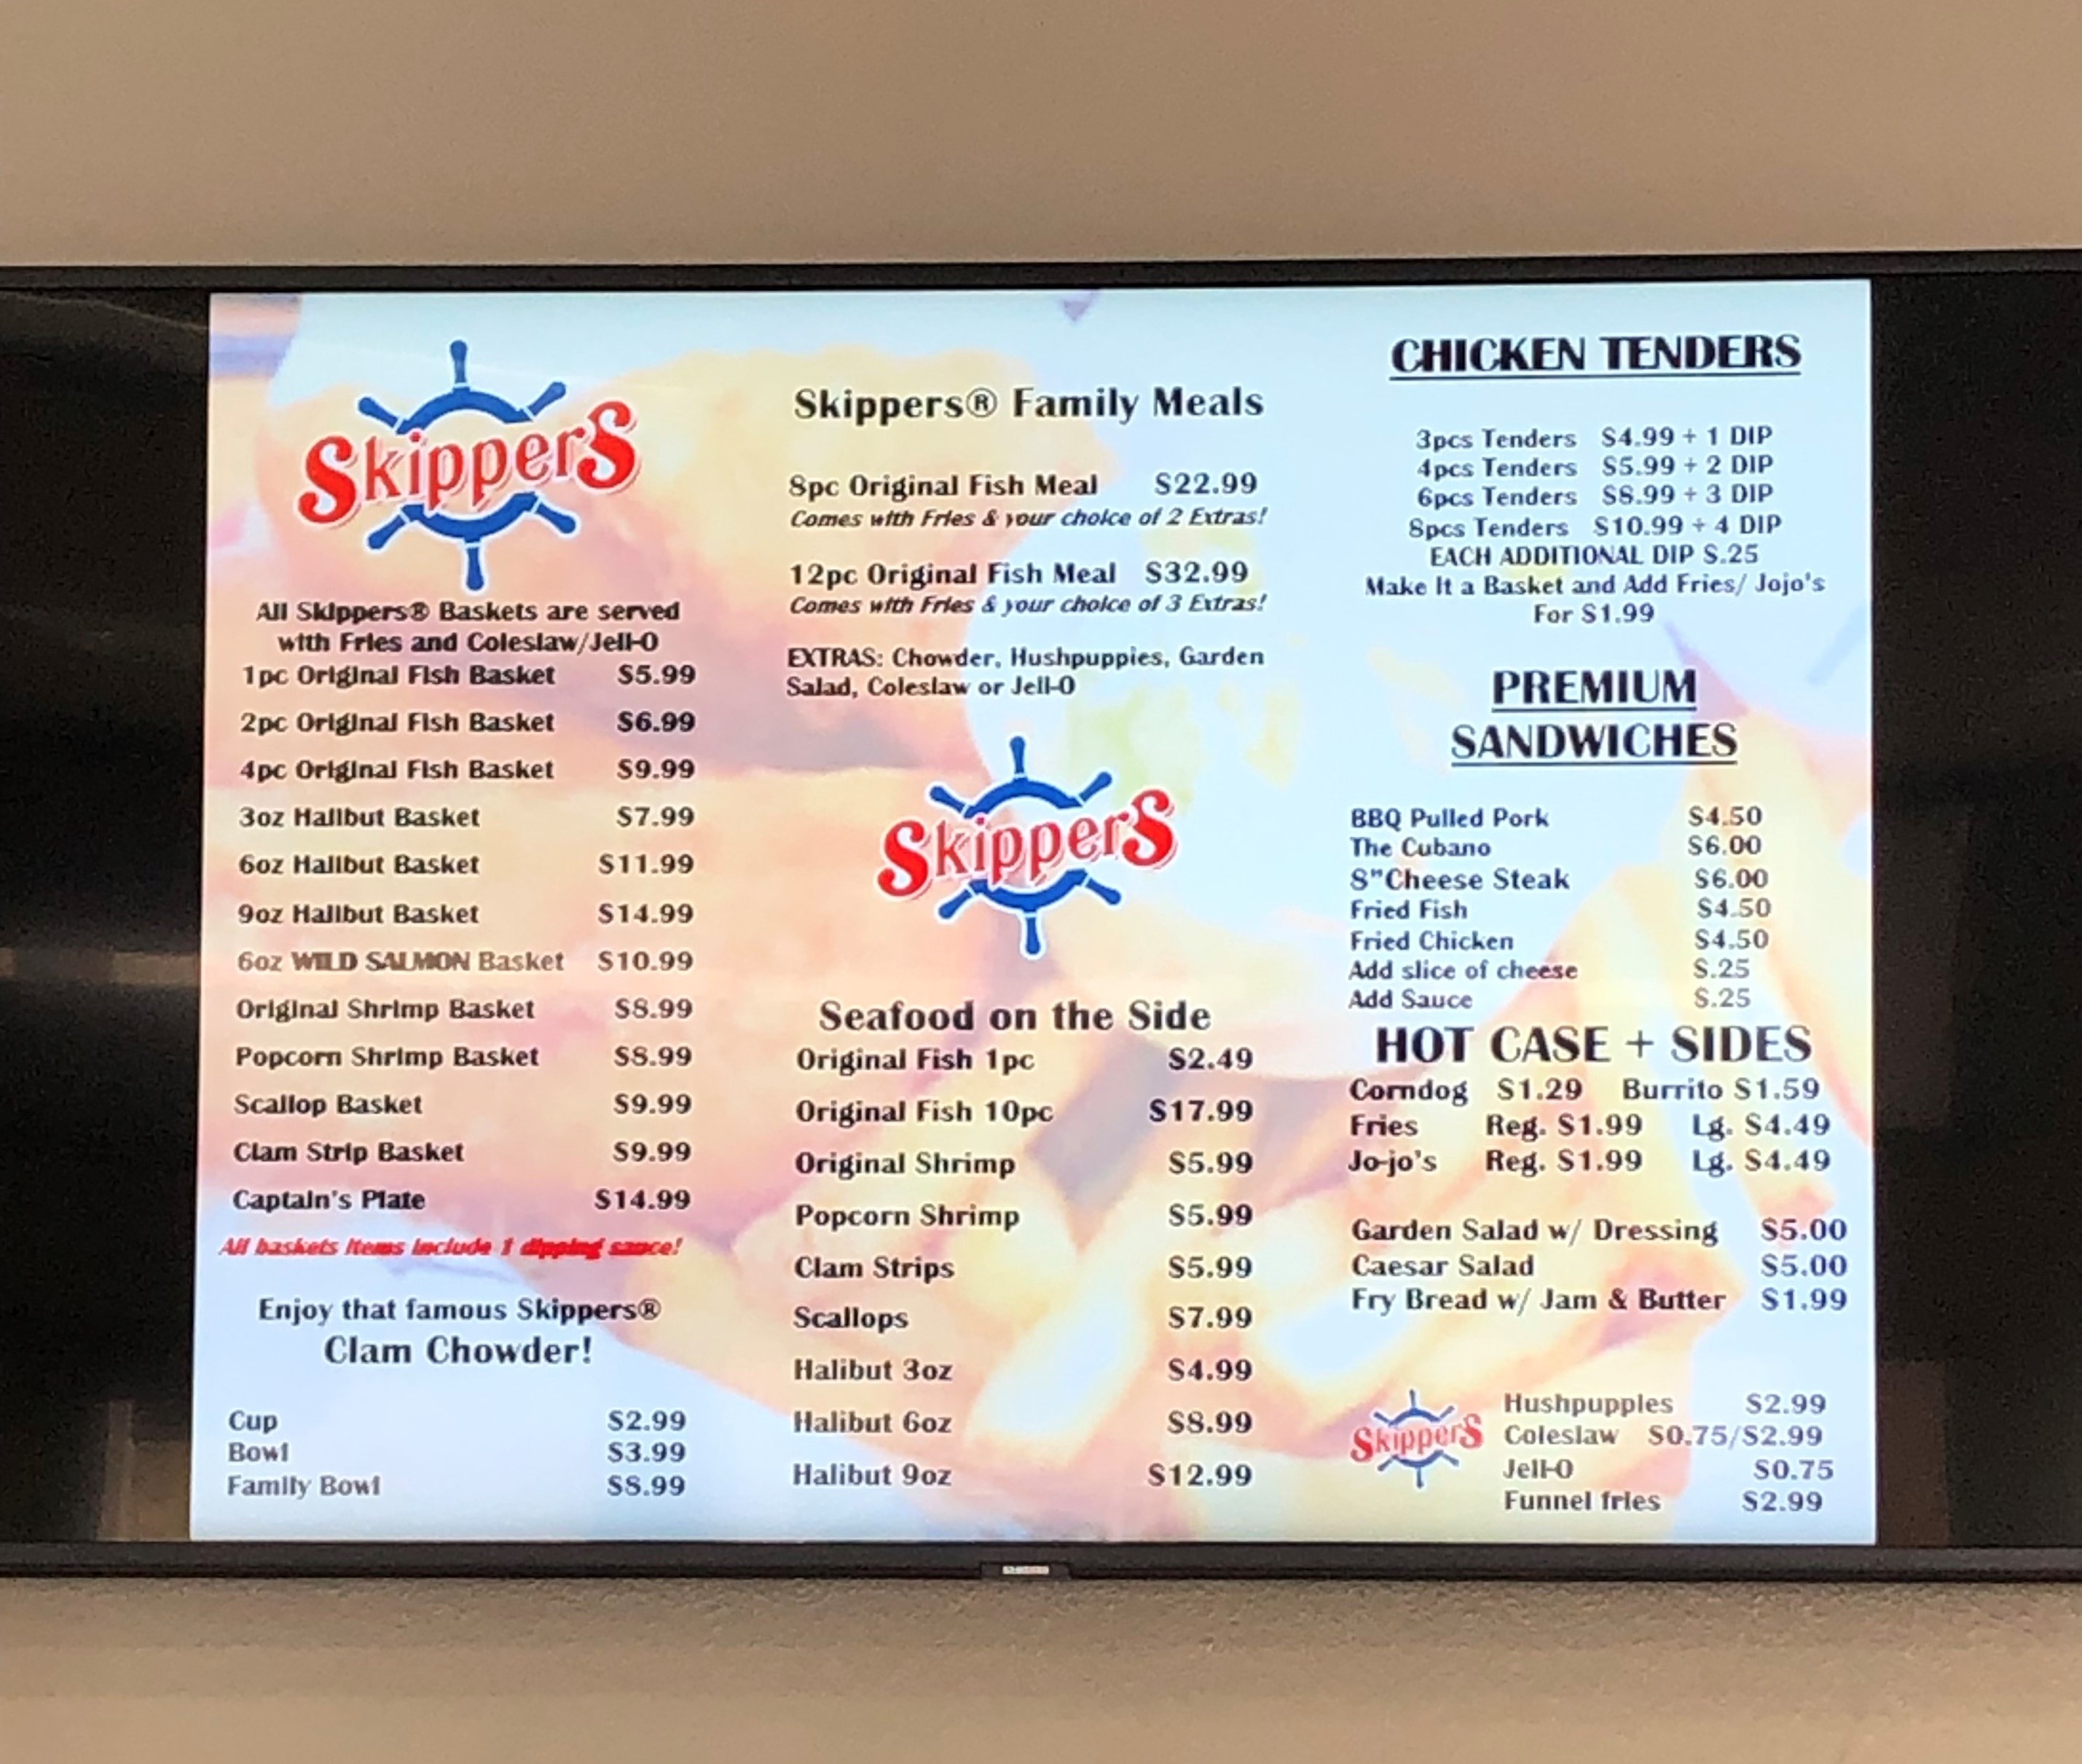 Skippers
All Skippers® Baskets are served
with Fries and Coleslaw/Jell-O
1pc Original Fish Basket $5.99
2pc Original Fish Basket $6.99
4pc Original Fish Basket $9.99
3oz Halibut Basket $7.99
6oz Halibut Basket $11.99
9oz Halibut Basket $14.99
6oz WILD SALMON Basket $10.99
Original Shrimp Basket $8.99
Popcorn Shrimp Basket $8.99
Scallop Basket $9.99
Clam Strip Basket $9.99
Captain's Plate $14.99
All baskets items include 1 dipping sauce!
Enjoy that famous Skippers®
Clam Chowder!
Cup $2.99
Bowl $3.99
Family Bowl $8.99
Skippers® Family Meals
8pc Original Fish Meal $22.99
Comes with Fries & your choice of 2 Extras!
12pc Original Fish Meal $32.99
Comes with Fries & your choice of 3 Extras!
EXTRAS: Chowder, Hushpuppies, Garden
Salad, Coleslaw or Jell-O
Skippers
Seafood on the Side
Original Fish 1pc $2.49
Original Fish 10pc $17.99
Original Shrimp $5.99
Popcorn Shrimp $5.99
Clam Strips $5.99
Scallops $7.99
Halibut 3oz $4.99
Halibut 6oz $8.99
Halibut 9oz $12.99
CHICKEN TENDERS
3pcs Tenders $4.99 + 1 DIP
4pcs Tenders $5.99 + 2 DIP
6pcs Tenders $8.99 + 3 DIP
8pcs Tenders $10.99 + 4 DIP
EACH ADDITIONAL DIP $.25
Make It a Basket and Add Fries/ Jojo's
For $1.99
PREMIUM
SANDWICHES
BBQ Pulled Pork $4.50
The Cubano $6.00
8"Cheese Steak $6.00
Fried Fish $4.50
Fried Chicken $4.50
Add slice of cheese $.25
Add Sauce $.25
HOT CASE + SIDES
Corndog $1.29 Burrito $1.59
Fries Reg. $1.99 Lg. $4.49
Jo-jo's Reg. $1.99 Lg. $4.49
Garden Salad w/ Dressing $5.00
Caesar Salad $5.00
Fry Bread w/ Jam & Butter $1.99
Skippers
Hushpuppies $2.99
Coleslaw $0.75/$2.99
Jell-O $0.75
Funnel fries $2.99
SAMSUNG